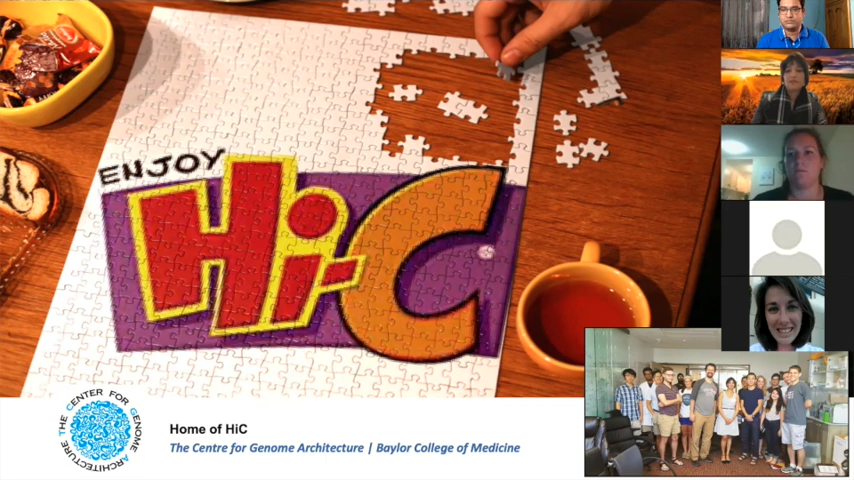 ENJOY
Hi-C
THE CENTER FOR GENOME ARCHITECTURE
Home of HiC
The Centre for Genome Architecture | Baylor College of Medicine